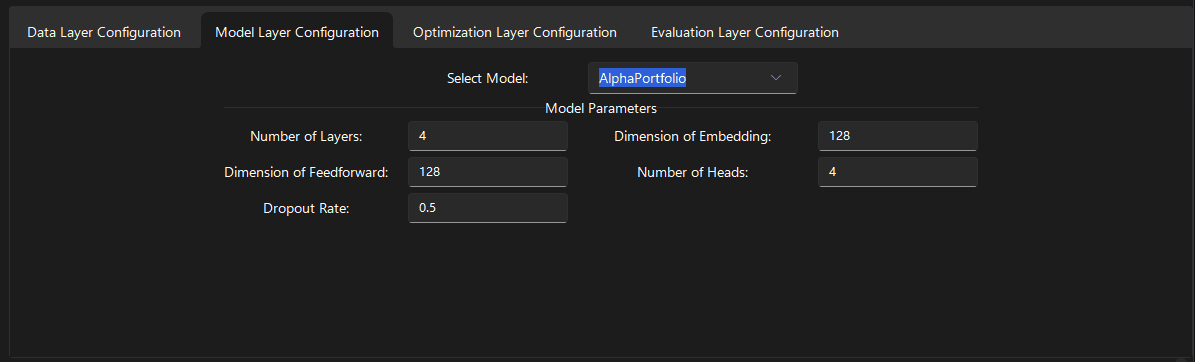 Data Layer Configuration Model Layer Configuration Optimization Layer Configuration Evaluation Layer Configuration
Select Model: AlphaPortfolio
Model Parameters
Number of Layers: 4 Dimension of Embedding: 128
Dimension of Feedforward: 128 Number of Heads: 4
Dropout Rate: 0.5